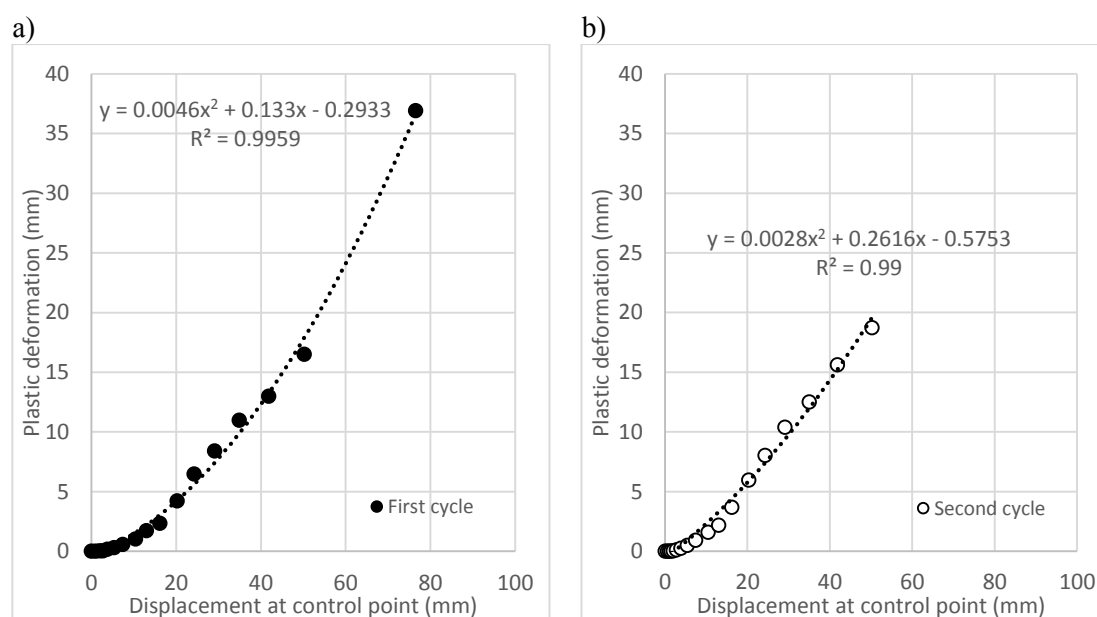 a)
40
35
30
25
20
15
10
5
0
Plastic deformation (mm)
y = 0.0046x² + 0.133x - 0.2933
R² = 0.9959
First cycle
0 20 40 60 80 100
Displacement at control point (mm)
b)
40
35
30
25
20
15
10
5
0
Plastic deformation (mm)
y = 0.0028x² + 0.2616x - 0.5753
R² = 0.99
Second cycle
0 20 40 60 80 100
Displacement at control point (mm)